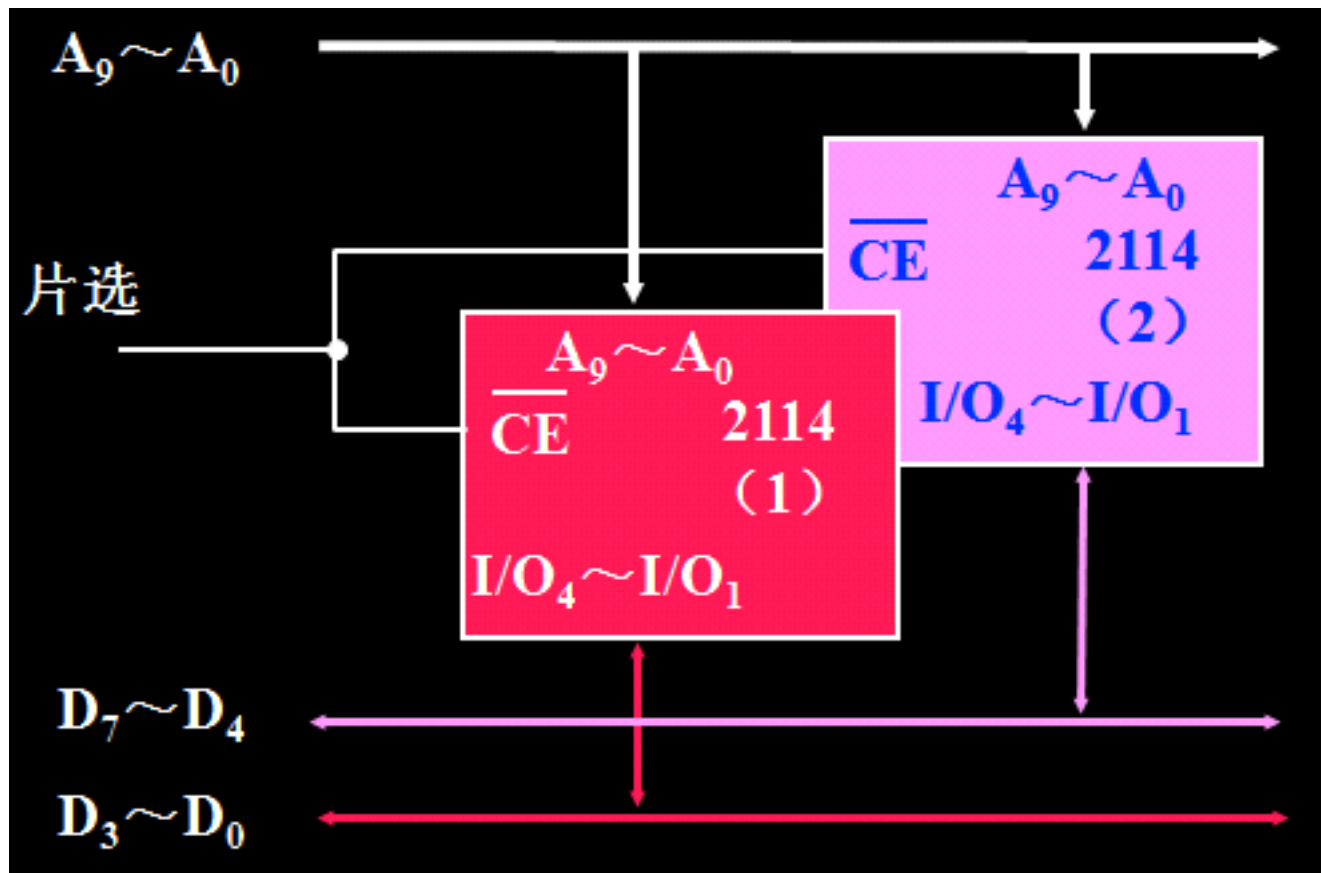 A₉～A₀
A₉～A₀
C̅E̅
2114
（2）
I/O₄～I/O₁
片选
A₉～A₀
C̅E̅
2114
（1）
I/O₄～I/O₁
D₇～D₄
D₃～D₀